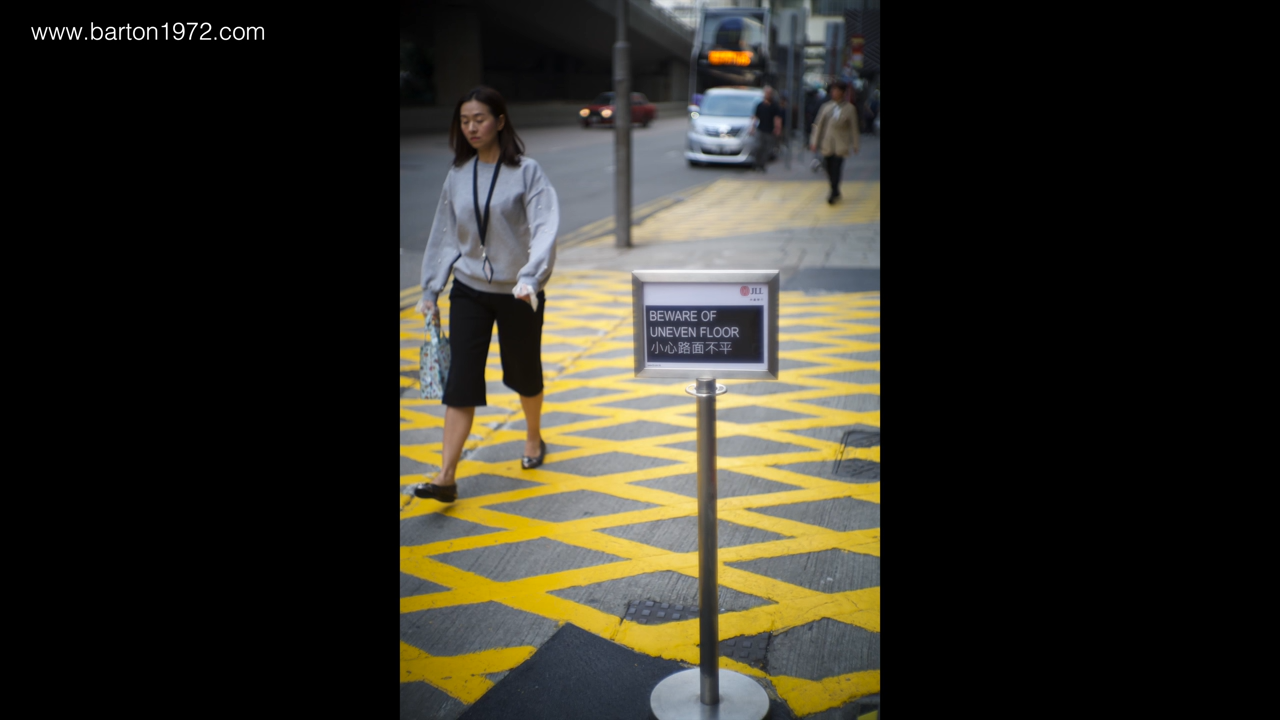 www.barton1972.com
JLL
BEWARE OF
UNEVEN FLOOR
小心路面不平